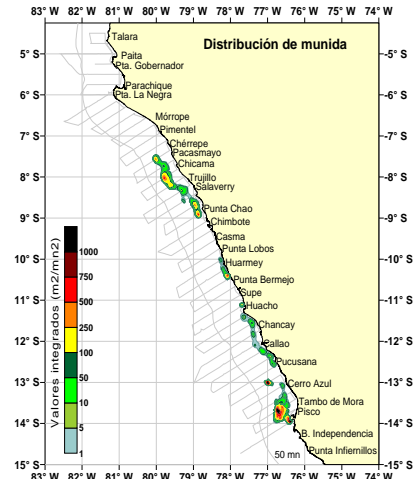 83° W 82° W 81° W 80° W 79° W 78° W 77° W 76° W 75° W 74° W
Distribución de munida
5° S
6° S
7° S
8° S
9° S
10° S
11° S
12° S
13° S
14° S
15° S
Talara
Paita
Pta. Gobernador
Parachique
Pta. La Negra
Mórrope
Pimentel
Chérrepe
Pacasmayo
Chicama
Trujillo
Salaverry
Punta Chao
Chimbote
Casma
Punta Lobos
Huarmey
Punta Bermejo
Supe
Huacho
Chancay
Callao
Pucusana
Cerro Azul
Tambo de Mora
Pisco
B. Independencia
Punta Infiernillos
50 mn
Valores integrados (m2/mn2)
1000
750
500
250
100
50
10
5
1
5° S
6° S
7° S
8° S
9° S
10° S
11° S
12° S
13° S
14° S
15° S
83° W 82° W 81° W 80° W 79° W 78° W 77° W 76° W 75° W 74° W